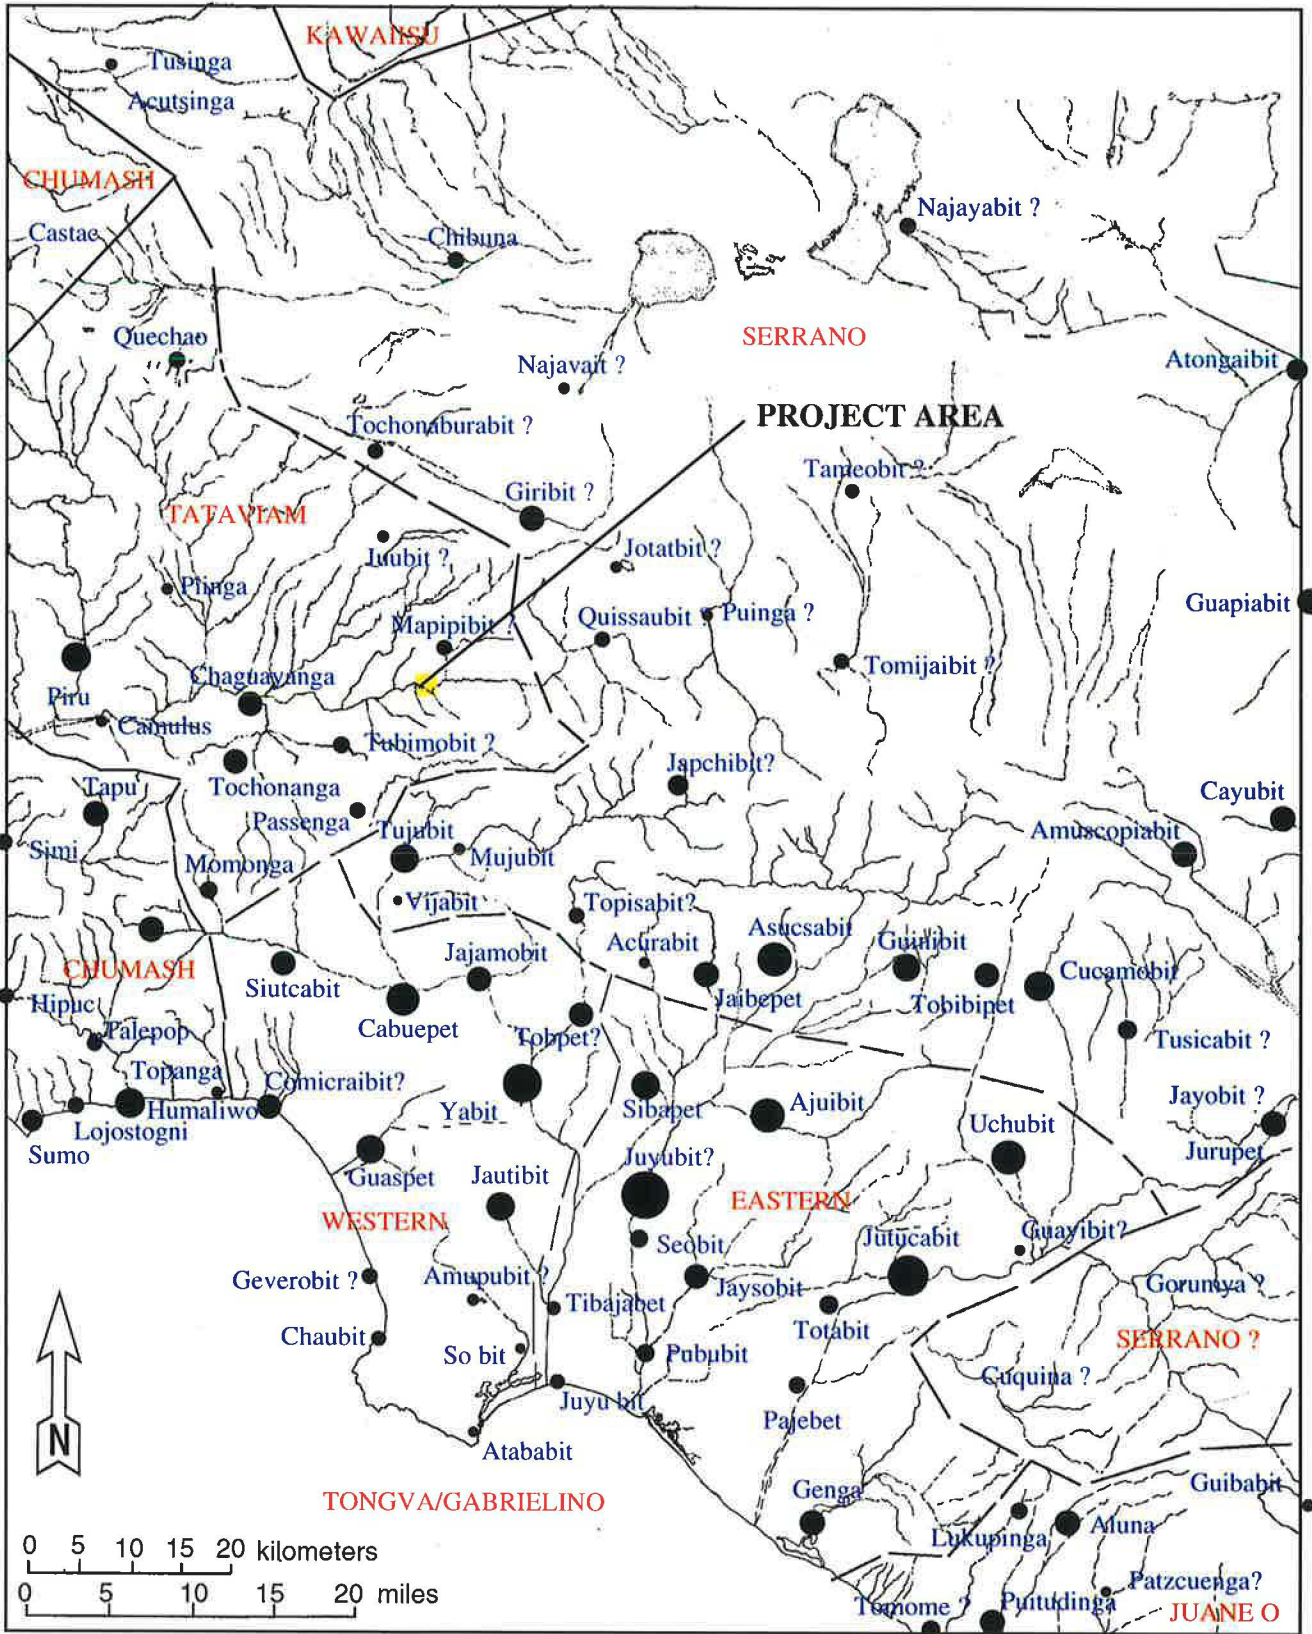 KAWAIISU
Tusinga
Acutsinga
CHUMASH
Najayabit ?
Castac
Chibuna
Quechao
SERRANO
Najavait ?
Atongaibit
PROJECT AREA
Tochonaburabit ?
Tameobit ?
Giribit ?
TATAVIAM
Juubit ?
Jotatbit ?
Piinga
Guapiabit
Mapipibit ?
Quissaubit ?
Puinga ?
Tomijaibit ?
Chaguayanga
Piru
Camulus
Tubimobit ?
Japchibit?
Tapu
Tochonanga
Cayubit
Passenga
Tujubit
Amuscopiabit
Simi
Mujubit
Momonga
Vijabit
Topisabit?
Asucsabit
Acurabit
Guinibit
Jajamobit
CHUMASH
Cucamobit
Siutcabit
Jaibepet
Tobibipet
Hipuc
Cabuepet
Talepop
Tobpet?
Tusicabit ?
Topanga
Comicraibit?
Jayobit ?
Humaliwo
Yabit
Sibapet
Ajuibit
Lojostogni
Uchubit
Sumo
Jurupet
Juyubit?
Guaspet
Jautibit
EASTERN
WESTERN
Guayibit?
Jutucabit
Seobit
Geverobit ?
Amupubit ?
Jaysobit
Gorumya ?
Tibajabet
Totabit
Chaubit
SERRANO ?
So bit
Pububit
Cuquina ?
Juyu bit
N
Pajebet
Atababit
Guibabit
Genga
TONGVA/GABRIELINO
Aluna
Lukupinga
0 5 10 15 20 kilometers
0 5 10 15 20 miles
Patzcuenga?
Tomome ?
Puitudinga
JUANE O